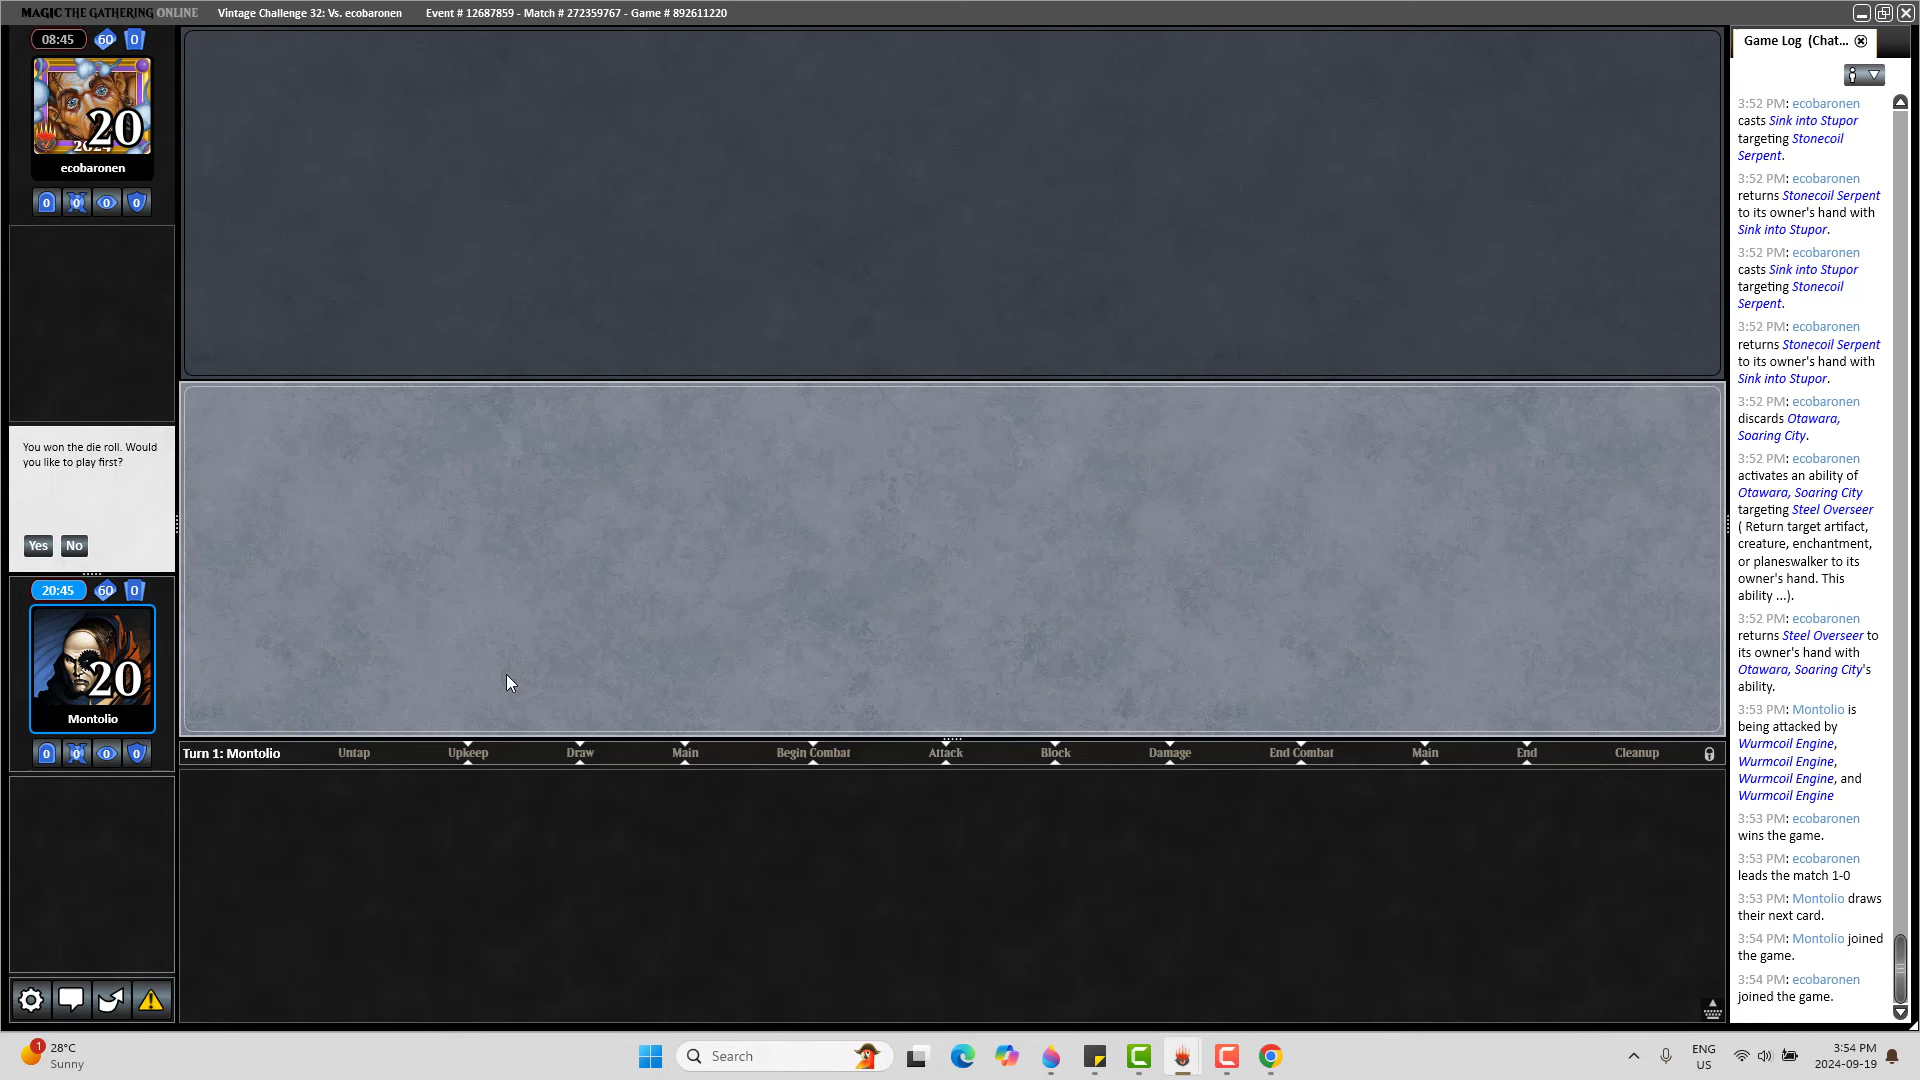 MAGIC THE GATHERING ONLINE
Vintage Challenge 32: Vs. ecobaronen
Event # 12687859 - Match # 272359767 - Game # 892611220
08:45
60
0
20
ecobaronen
0
0
0
0
You won the die roll. Would
you like to play first?
Yes
No
20:45
60
0
20
Montolio
0
0
0
0
Turn 1: Montolio
Untap
Upkeep
Draw
Main
Begin Combat
Attack
Block
Damage
End Combat
Main
End
Cleanup
Game Log (Chat...
3:52 PM: ecobaronen
casts Sink into Stupor
targeting Stonecoil
Serpent.
3:52 PM: ecobaronen
returns Stonecoil Serpent
to its owner's hand with
Sink into Stupor.
3:52 PM: ecobaronen
casts Sink into Stupor
targeting Stonecoil
Serpent.
3:52 PM: ecobaronen
returns Stonecoil Serpent
to its owner's hand with
Sink into Stupor.
3:52 PM: ecobaronen
discards Otawara,
Soaring City.
3:52 PM: ecobaronen
activates an ability of
Otawara, Soaring City
targeting Steel Overseer
( Return target artifact,
creature, enchantment,
or planeswalker to its
owner's hand. This
ability ...).
3:52 PM: ecobaronen
returns Steel Overseer to
its owner's hand with
Otawara, Soaring City's
ability.
3:53 PM: Montolio is
being attacked by
Wurmcoil Engine,
Wurmcoil Engine,
Wurmcoil Engine, and
Wurmcoil Engine
3:53 PM: ecobaronen
wins the game.
3:53 PM: ecobaronen
leads the match 1-0
3:53 PM: Montolio draws
their next card.
3:54 PM: Montolio joined
the game.
3:54 PM: ecobaronen
joined the game.
1
28°C
Sunny
Search
ENG
US
3:54 PM
2024-09-19